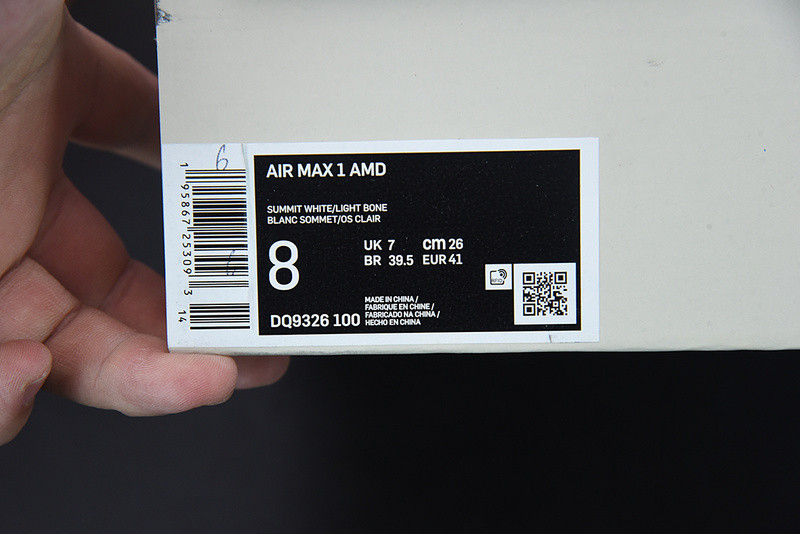 6
1 95867 25309 3
14
AIR MAX 1 AMD
SUMMIT WHITE/LIGHT BONE
BLANC SOMMET/OS CLAIR
8
UK 7 cm 26
BR 39.5 EUR 41
DQ9326 100
MADE IN CHINA /
FABRIQUE EN CHINE /
FABRICADO NA CHINA /
HECHO EN CHINA